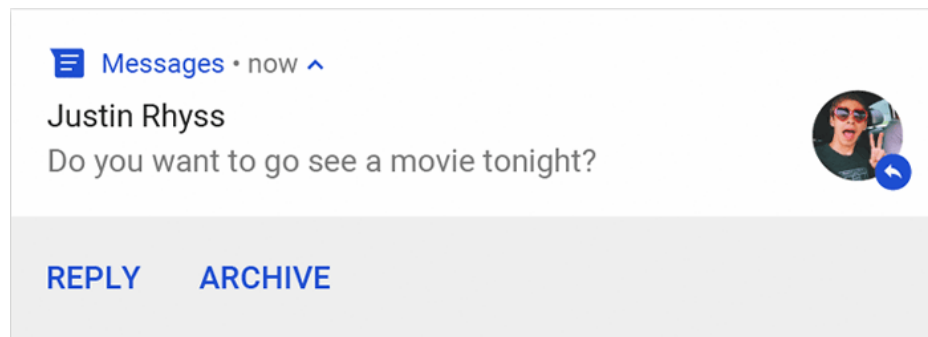 Messages • now
Justin Rhyss
Do you want to go see a movie tonight?
REPLY ARCHIVE